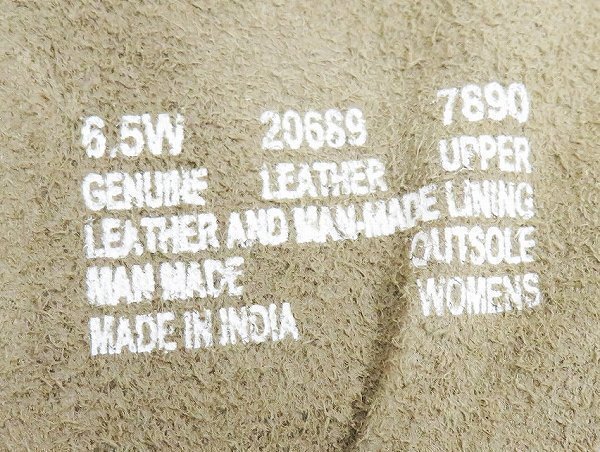 6.5W 20689 7890
GENUINE LEATHER UPPER
LEATHER AND MAN-MADE LINING
MAN MADE OUTSOLE
MADE IN INDIA WOMENS